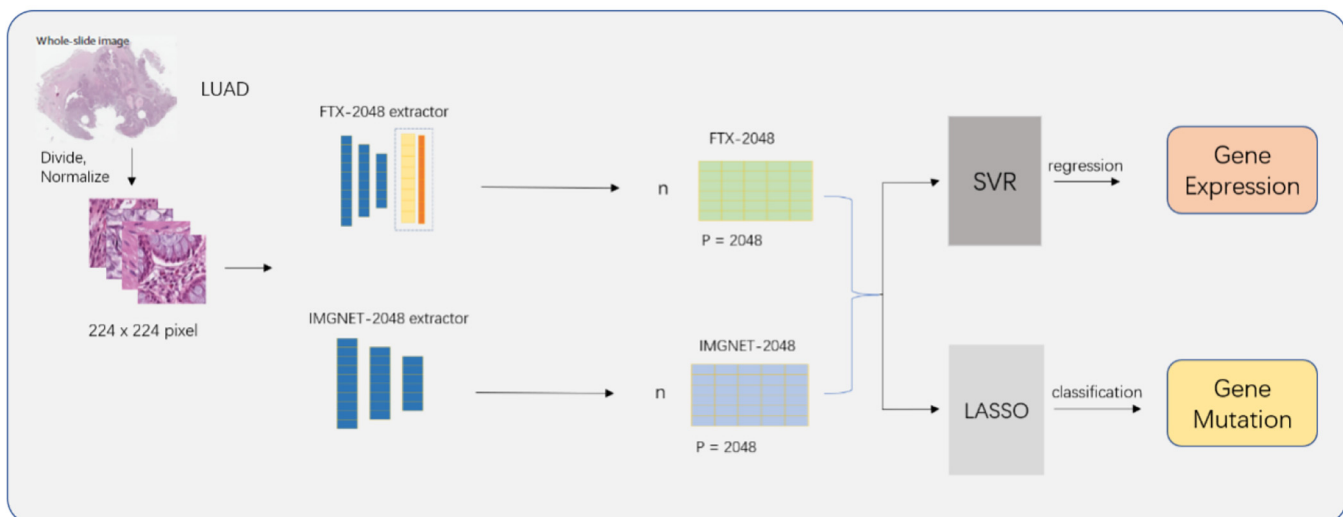 Whole-slide image
LUAD
Divide,
Normalize
224 x 224 pixel
FTX-2048 extractor
IMGNET-2048 extractor
n
FTX-2048
P = 2048
n
IMGNET-2048
P = 2048
SVR
regression
Gene
Expression
LASSO
classification
Gene
Mutation